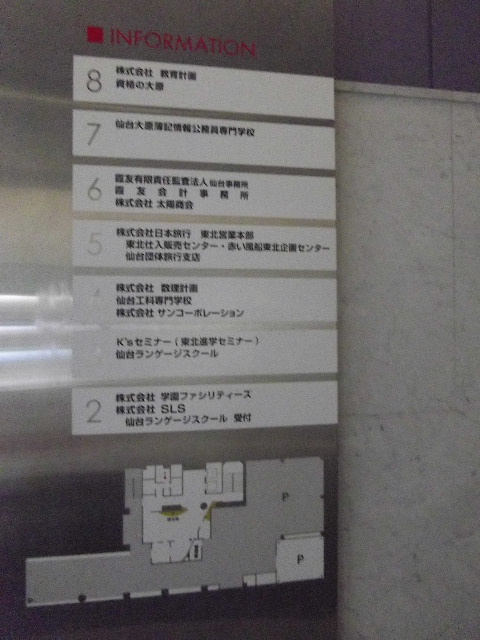 INFORMATION
8 株式会社 教育計画
資格の大原
7 仙台大原簿記情報公務員専門学校
6 霞友有限責任監査法人 仙台事務所
霞友会計事務所
株式会社 太陽商会
5 株式会社日本旅行 東北営業本部
東北仕入販売センター・赤い風船東北企画センター
仙台団体旅行支店
4 株式会社 数理計画
仙台工科専門学校
株式会社 サンコーポレーション
K'sセミナー(東北進学セミナー)
仙台ランゲージスクール
2 株式会社 学園ファシリティーズ
株式会社 SLS
仙台ランゲージスクール 受付
P
P